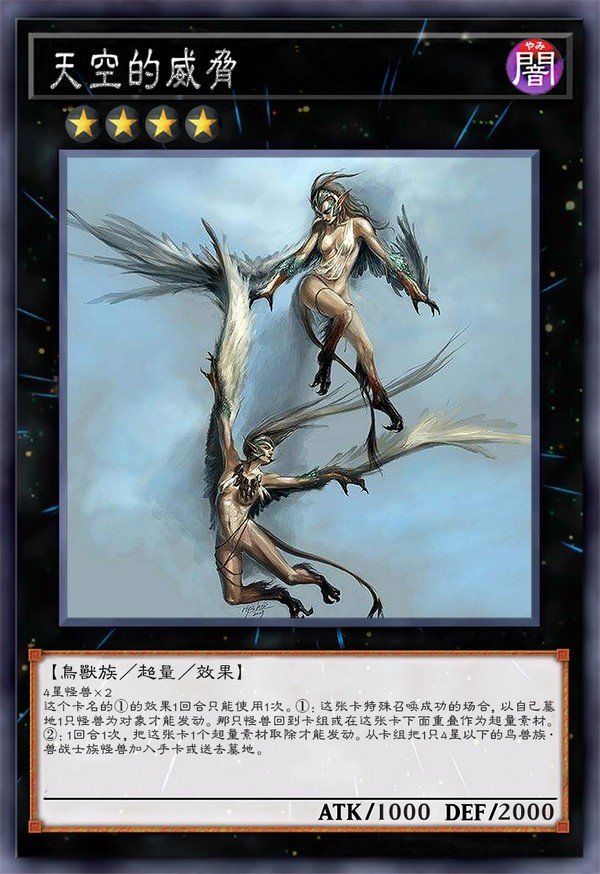 天空的威脅
やみ
闇
【鳥獸族／超量／效果】
4星怪兽×2
这个卡名的①的效果1回合只能使用1次。①：这张卡特殊召唤成功的场合，以自己墓
地1只怪兽为对象才能发动。那只怪兽回到卡组或在这张卡下面重叠作为超量素材。
②：1回合1次，把这张卡1个超量素材取除才能发动。从卡组把1只4星以下的鸟兽族·
兽战士族怪兽加入手卡或送去墓地。
ATK/1000 DEF/2000